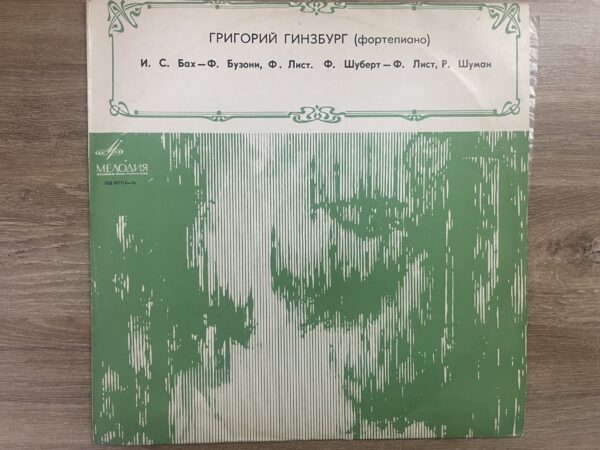 ГРИГОРИЙ ГИНЗБУРГ (фортепиано)
И. С. Бах—Ф. Бузони, Ф. Лист. Ф. Шуберт—Ф. Лист, Р. Шуман
МЕЛОДИЯ